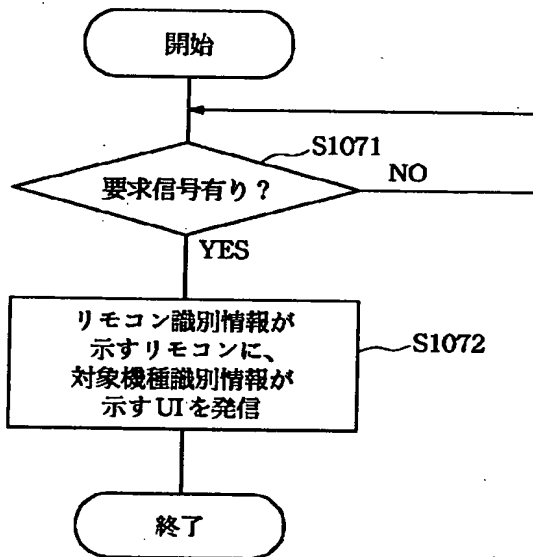 開始
S1071
要求信号有り？
NO
YES
リモコン識別情報が
示すリモコンに、
対象機種識別情報が
示すUIを発信
S1072
終了